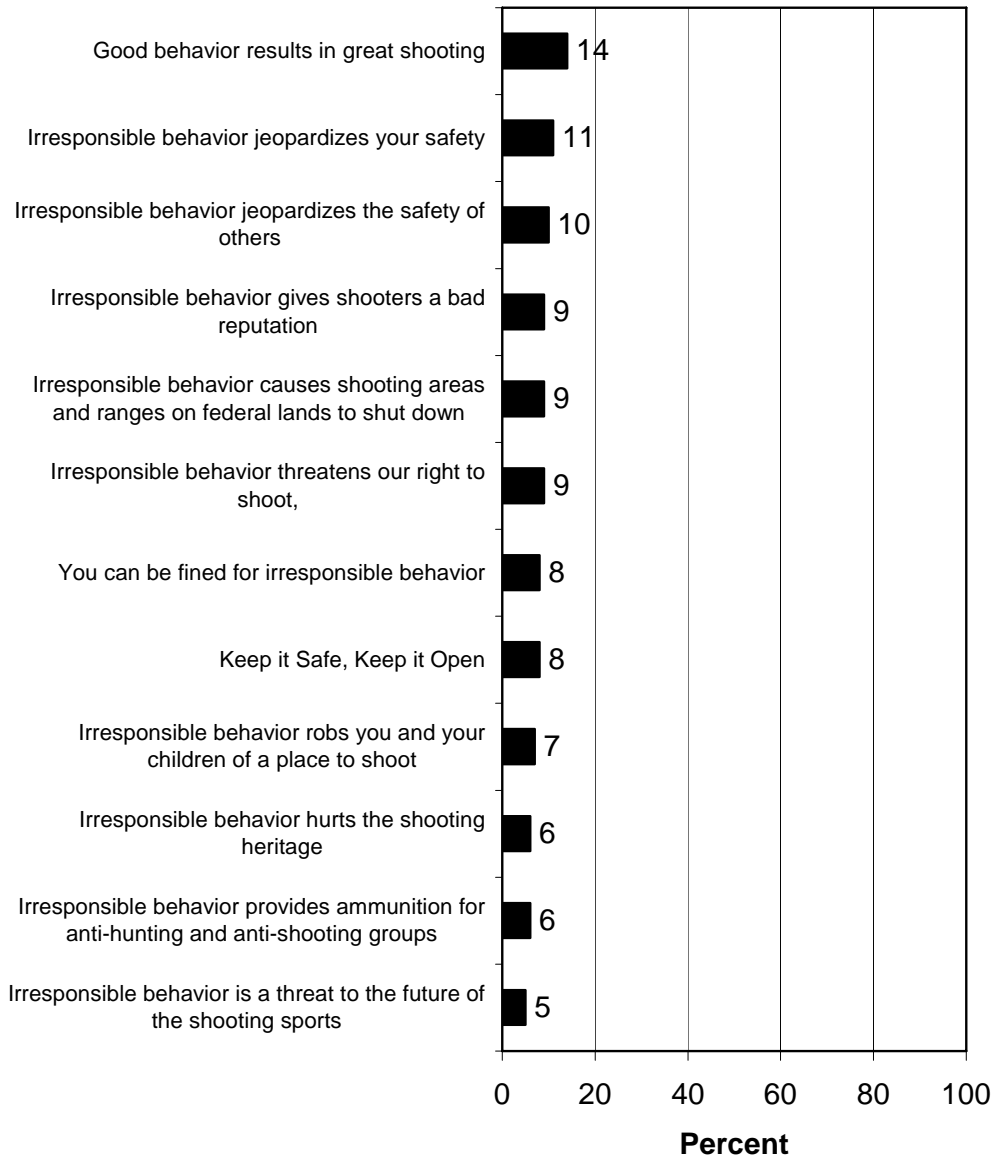 Good behavior results in great shooting
14
Irresponsible behavior jeopardizes your safety
11
Irresponsible behavior jeopardizes the safety of
others
10
Irresponsible behavior gives shooters a bad
reputation
9
Irresponsible behavior causes shooting areas
and ranges on federal lands to shut down
9
Irresponsible behavior threatens our right to
shoot,
9
You can be fined for irresponsible behavior
8
Keep it Safe, Keep it Open
8
Irresponsible behavior robs you and your
children of a place to shoot
7
Irresponsible behavior hurts the shooting
heritage
6
Irresponsible behavior provides ammunition for
anti-hunting and anti-shooting groups
6
Irresponsible behavior is a threat to the future of
the shooting sports
5
0 20 40 60 80 100
Percent